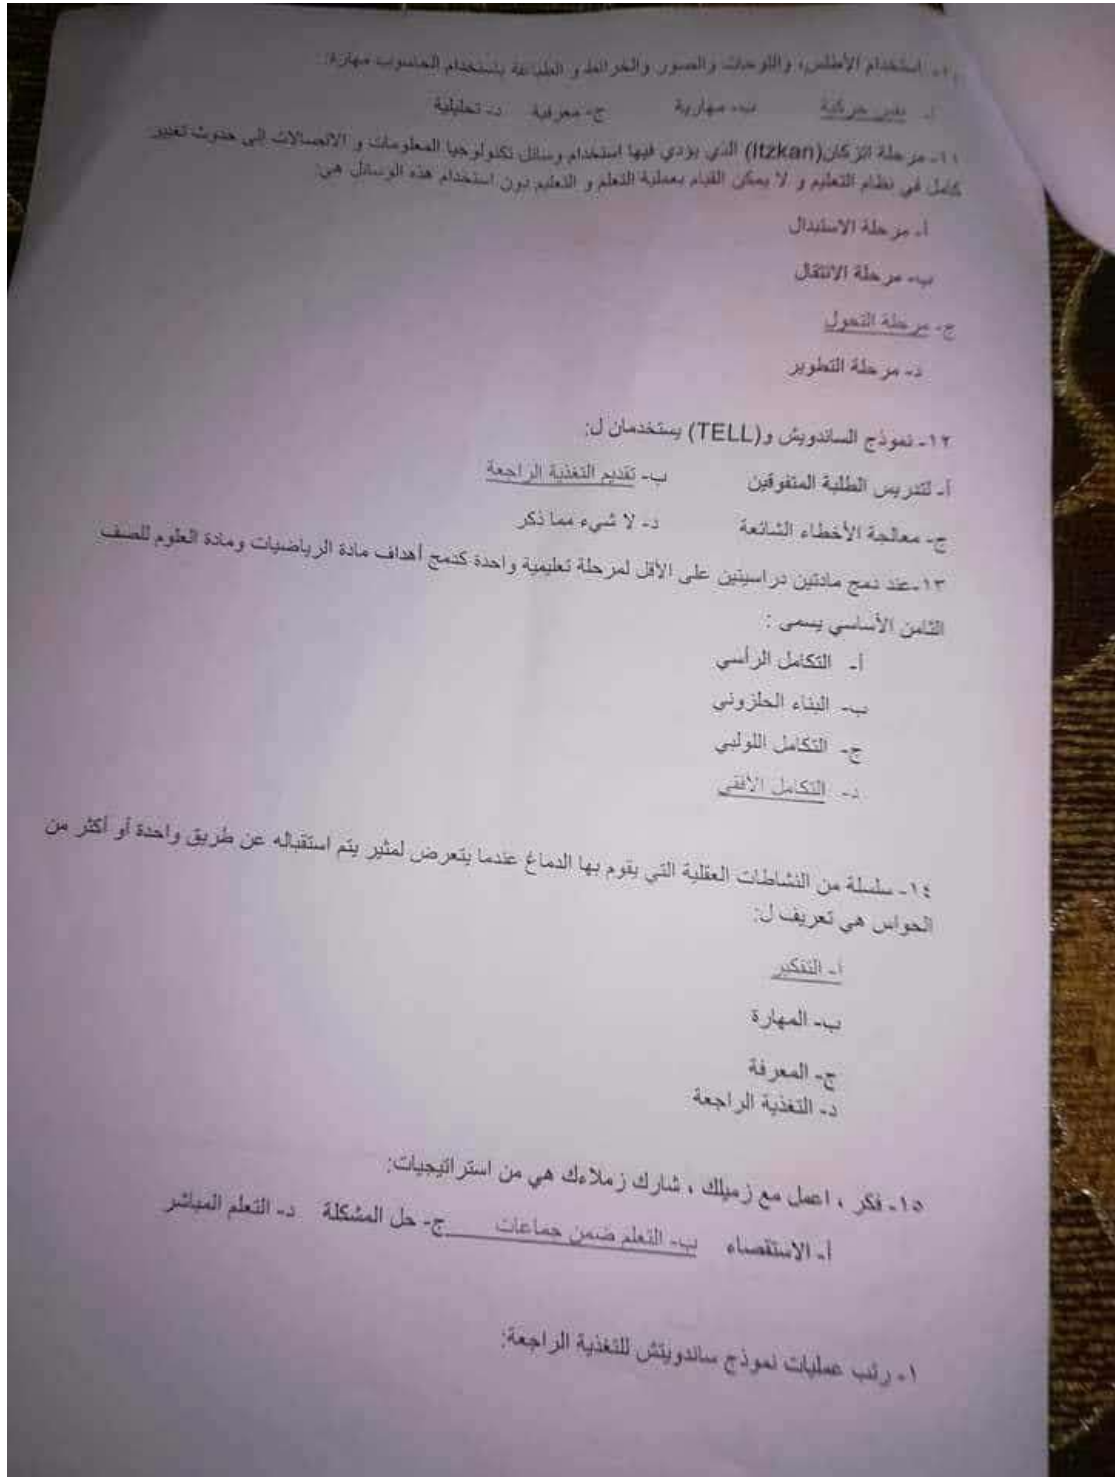 ١٠- استخدام الأطلس، واللوحات والصور والخرائط و الطباعة باستخدام الحاسوب مهارة:
أ- نفس حركية ب- مهارية ج- معرفية د- تحليلية
١١- مرحلة اتزكان(Itzkan) الذي يؤدي فيها استخدام وسائل تكنولوجيا المعلومات و الاتصالات إلى حدوث تغيير
كامل في نظام التعليم و لا يمكن القيام بعملية التعلم و التعليم بدون استخدام هذه الوسائل هي:
أ- مرحلة الاستبدال
ب- مرحلة الانتقال
ج- مرحلة التحول
د- مرحلة التطوير
١٢- نموذج الساندويش و(TELL) يستخدمان ل:
أ- لتدريس الطلبة المتفوقين ب- تقديم التغذية الراجعة
ج- معالجة الأخطاء الشائعة د- لا شيء مما ذكر
١٣-عند دمج مادتين دراسيتين على الأقل لمرحلة تعليمية واحدة كدمج أهداف مادة الرياضيات ومادة العلوم للصف
الثامن الأساسي يسمى :
أ- التكامل الرأسي
ب- البناء الحلزوني
ج- التكامل اللولبي
د- التكامل الأفقي
١٤- سلسلة من النشاطات العقلية التي يقوم بها الدماغ عندما يتعرض لمثير يتم استقباله عن طريق واحدة أو أكثر من
الحواس هي تعريف ل:
أ- التفكير
ب- المهارة
ج- المعرفة
د- التغذية الراجعة
١٥- فكر ، اعمل مع زميلك ، شارك زملاءك هي من استراتيجيات:
أ- الاستقصاء ب- التعلم ضمن جماعات ج- حل المشكلة د- التعلم المباشر
١- رتب عمليات نموذج ساندويتش للتغذية الراجعة: